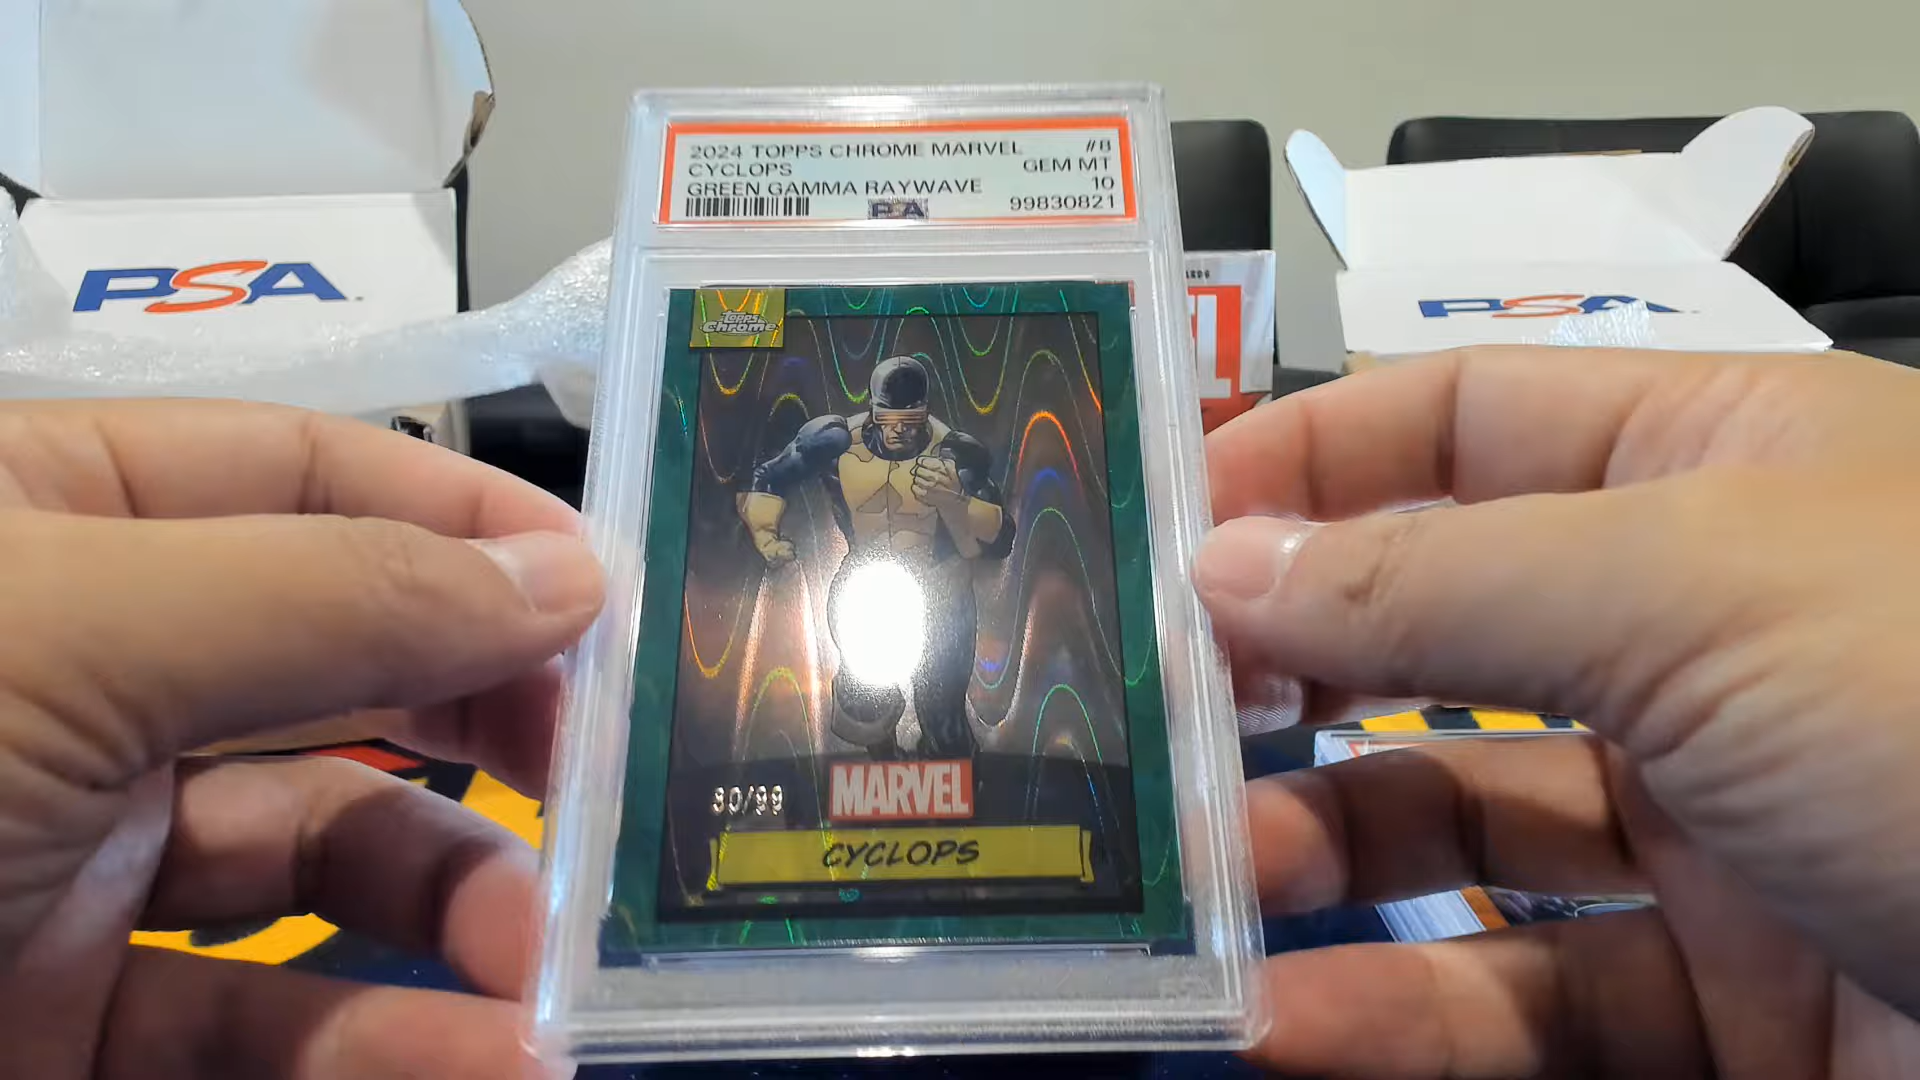 2024 TOPPS CHROME MARVEL #8
CYCLOPS GEM MT
GREEN GAMMA RAYWAVE 10
PSA 99830821
PSA
PSA
Topps
Chrome
80/99
MARVEL
CYCLOPS